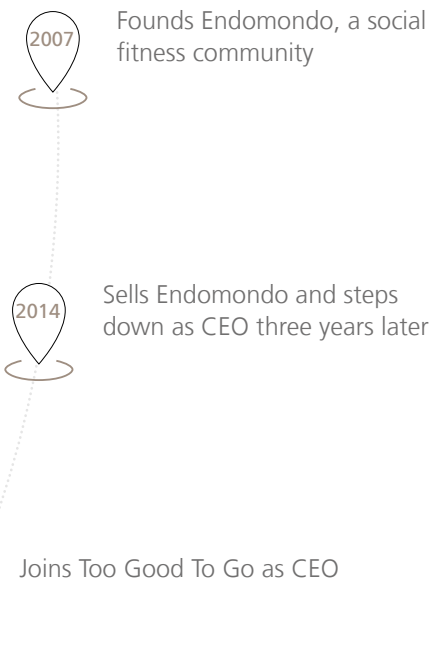 2007
Founds Endomondo, a social
fitness community
2014
Sells Endomondo and steps
down as CEO three years later
Joins Too Good To Go as CEO